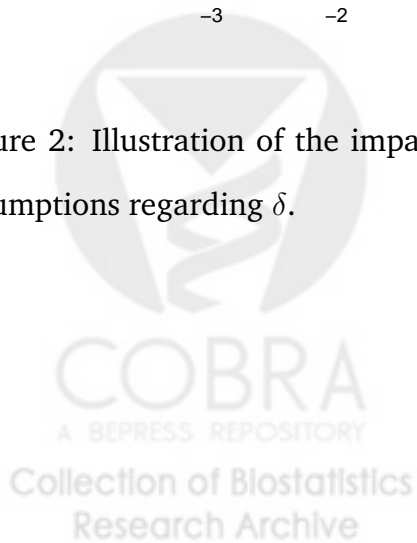 −3 −2
ure 2: Illustration of the impa
umptions regarding δ.
COBRA
A BEPRESS REPOSITORY
Collection of Biostatistics
Research Archive